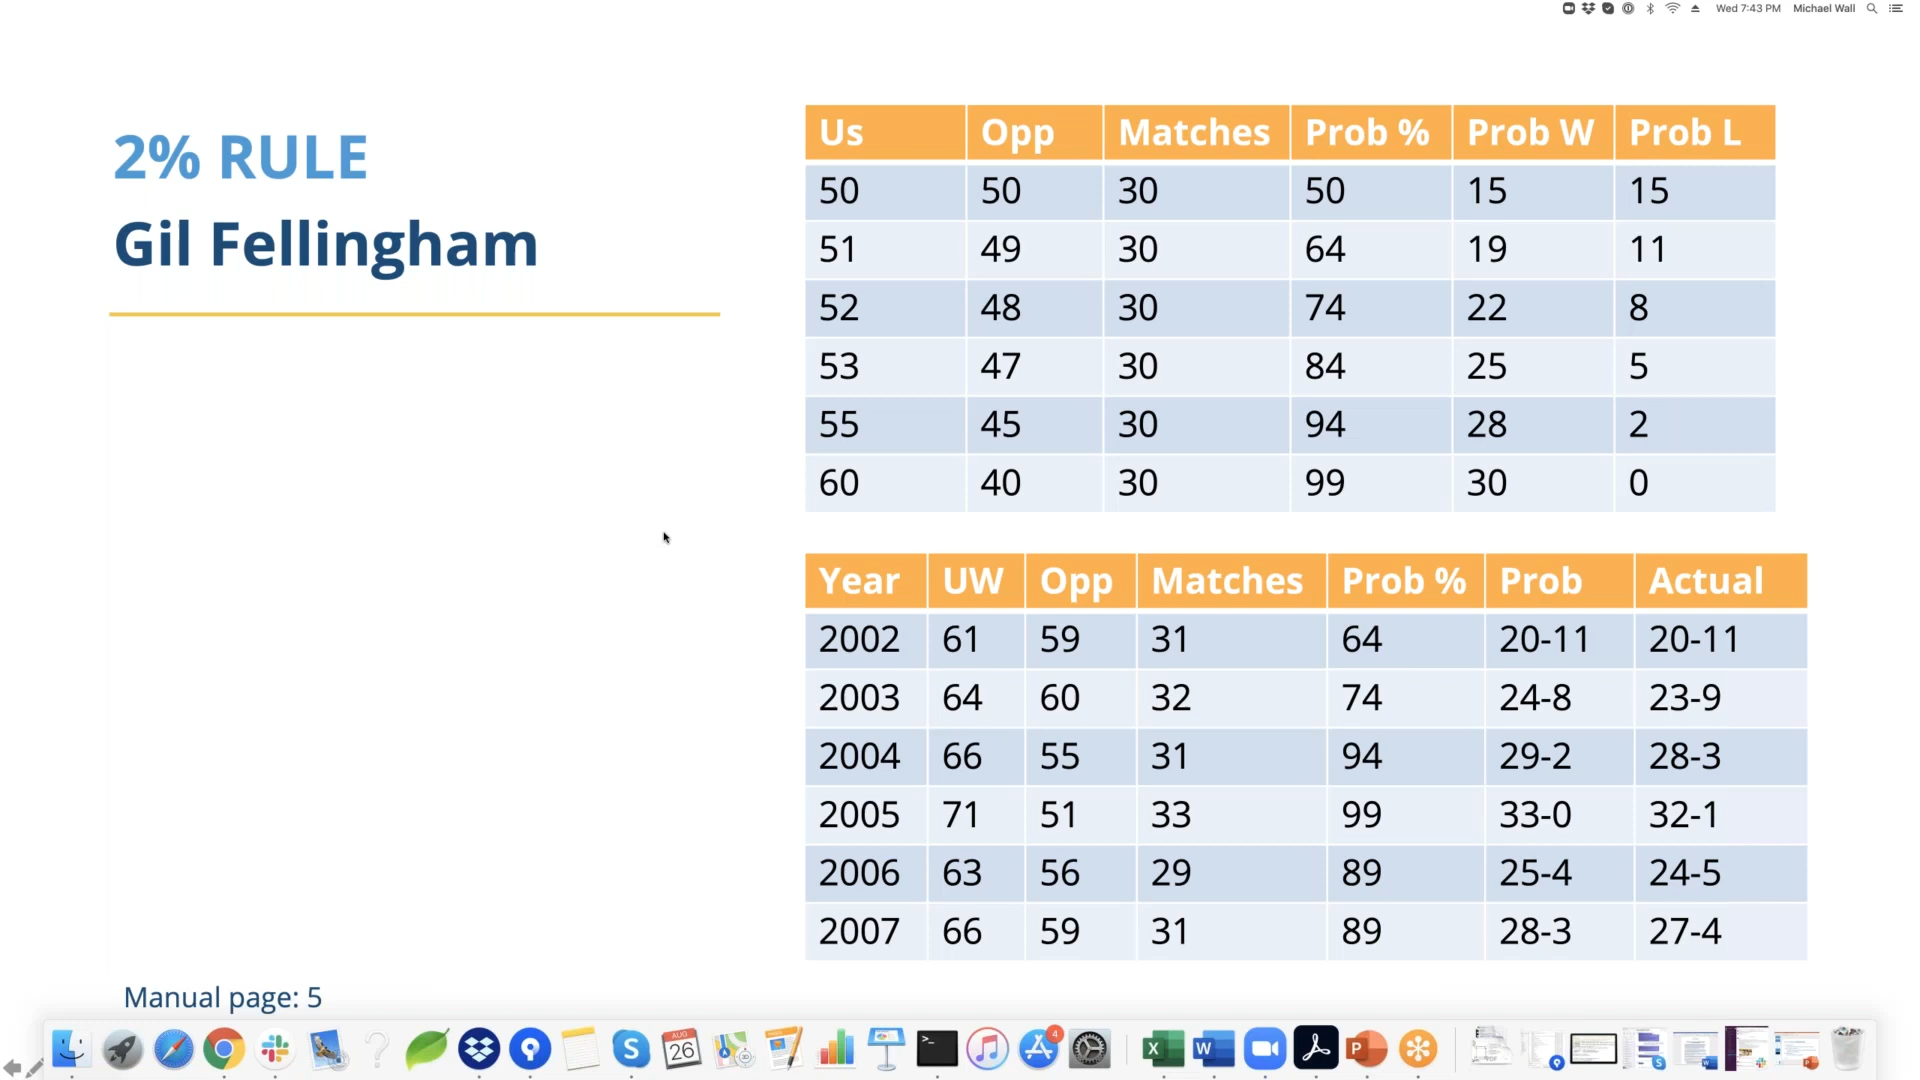 Wed 7:43 PM Michael Wall
2% RULE
Gil Fellingham
Us Opp Matches Prob % Prob W Prob L
50 50 30 50 15 15
51 49 30 64 19 11
52 48 30 74 22 8
53 47 30 84 25 5
55 45 30 94 28 2
60 40 30 99 30 0
Year UW Opp Matches Prob % Prob Actual
2002 61 59 31 64 20-11 20-11
2003 64 60 32 74 24-8 23-9
2004 66 55 31 94 29-2 28-3
2005 71 51 33 99 33-0 32-1
2006 63 56 29 89 25-4 24-5
2007 66 59 31 89 28-3 27-4
Manual page: 5
AUG
26
4